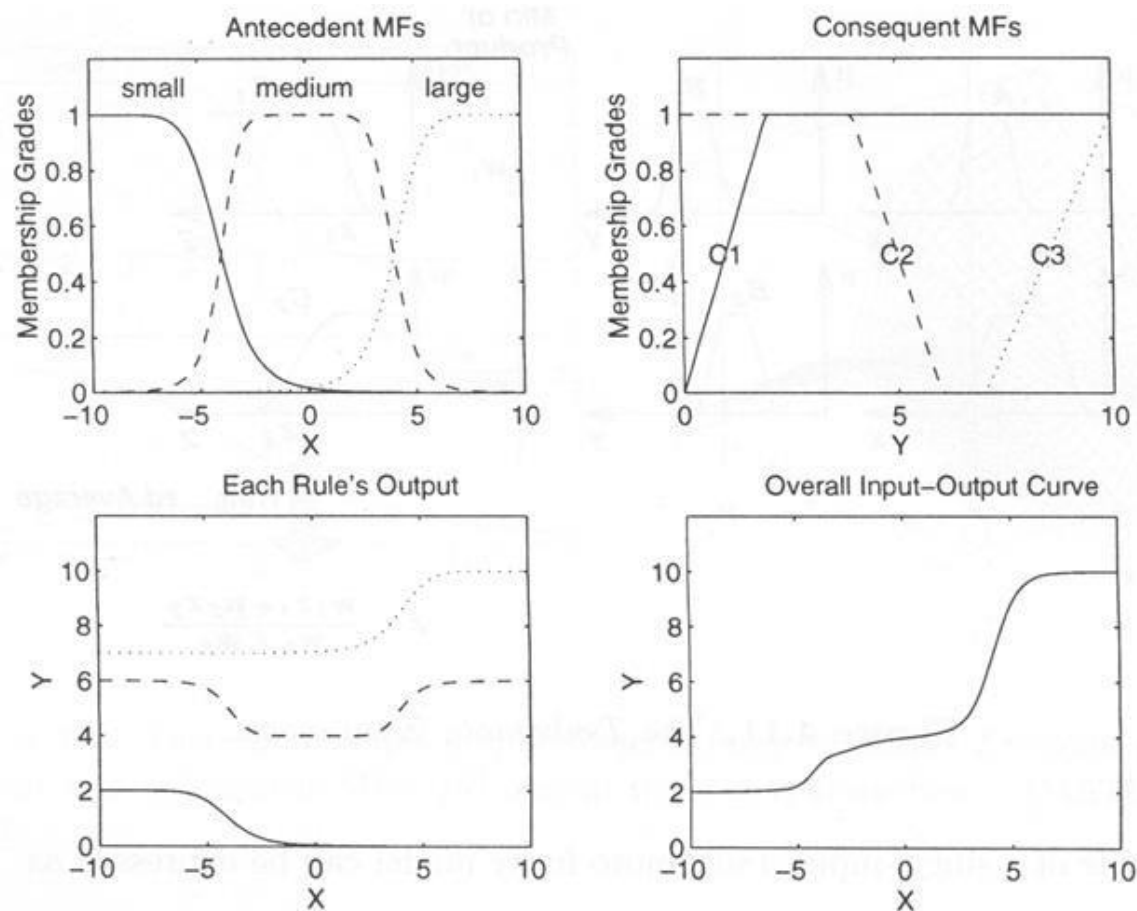 Antecedent MFs
small medium large
Membership Grades
1
0.8
0.6
0.4
0.2
0
−10 −5 0 5 10
X
Consequent MFs
Membership Grades
1
0.8
0.6
0.4
0.2
0
C1 C2 C3
0 5 10
Y
Each Rule's Output
Y
10
8
6
4
2
0
−10 −5 0 5 10
X
Overall Input−Output Curve
Y
10
8
6
4
2
0
−10 −5 0 5 10
X